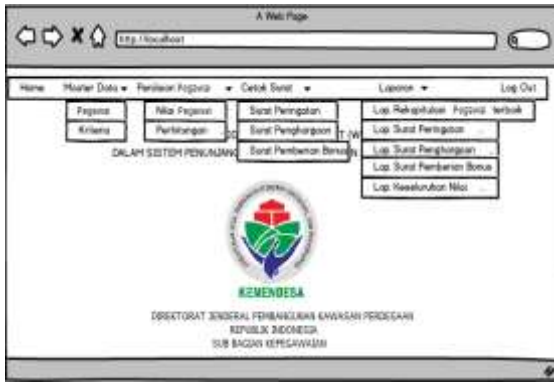 A Web Page
http://localhost
Home Master Data Penilaian Pegawai Cetak Surat Laporan Log Out
Pegawai Nilai Pegawai Surat Peringatan Lap. Rekapitulasi Pegawai terbaik
Kriteria Perhitungan Surat Penghargaan Lap. Surat Peringatan
DALAM SISTEM PENUNJANG Surat Pemberian Bonus Lap. Surat Penghargaan
Lap. Surat Pemberian Bonus
Lap. Keseluruhan Nilai
KEMENDESA
DIREKTORAT JENDERAL PEMBANGUNAN KAWASAN PERDESAAN
REPUBLIK INDONESIA
SUB BAGIAN KEPEGAWAIAN